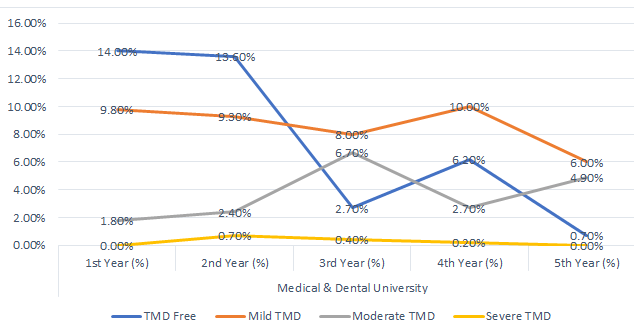 16.00%
14.00%
12.00%
10.00%
8.00%
6.00%
4.00%
2.00%
0.00%
14.00% 13.60% 2.70% 6.20% 0.70%
9.80% 9.30% 8.00% 10.00% 6.00%
1.80% 2.40% 6.70% 2.70% 4.90%
0.00% 0.70% 0.40% 0.20% 0.00%
1st Year (%) 2nd Year (%) 3rd Year (%) 4th Year (%) 5th Year (%)
Medical & Dental University
TMD Free Mild TMD Moderate TMD Severe TMD